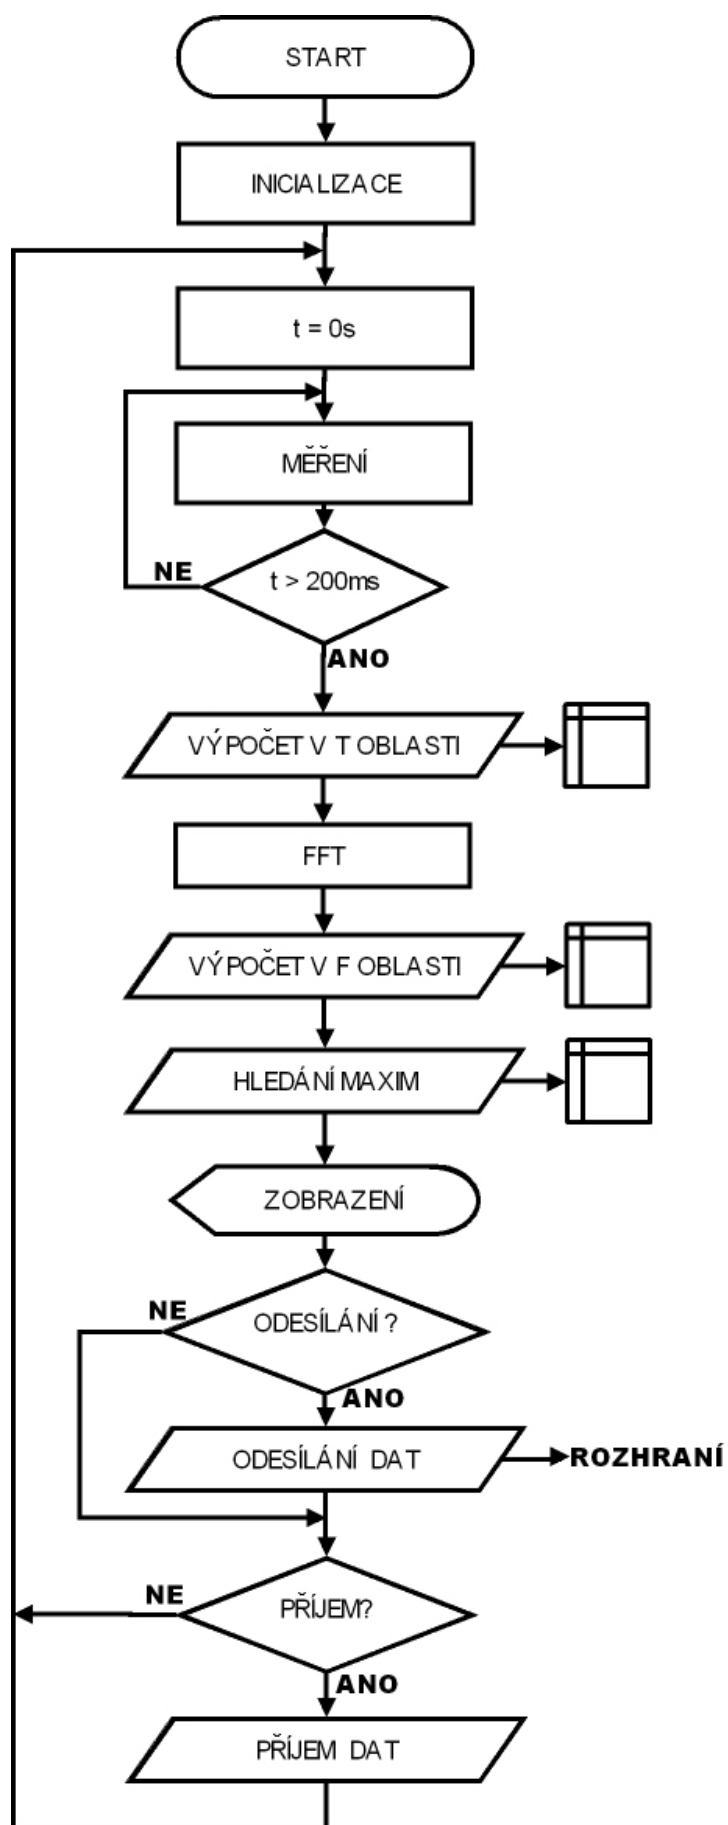 START
INICIALIZACE
t = 0s
MĚŘENÍ
NE
t > 200ms
ANO
VÝPOČET V T OBLASTI
FFT
VÝPOČET V F OBLASTI
HLEDÁNÍ MAXIM
ZOBRAZENÍ
NE
ODESÍLÁNÍ ?
ANO
ODESÍLÁNÍ DAT
ROZHRANÍ
NE
PŘÍJEM?
ANO
PŘÍJEM DAT